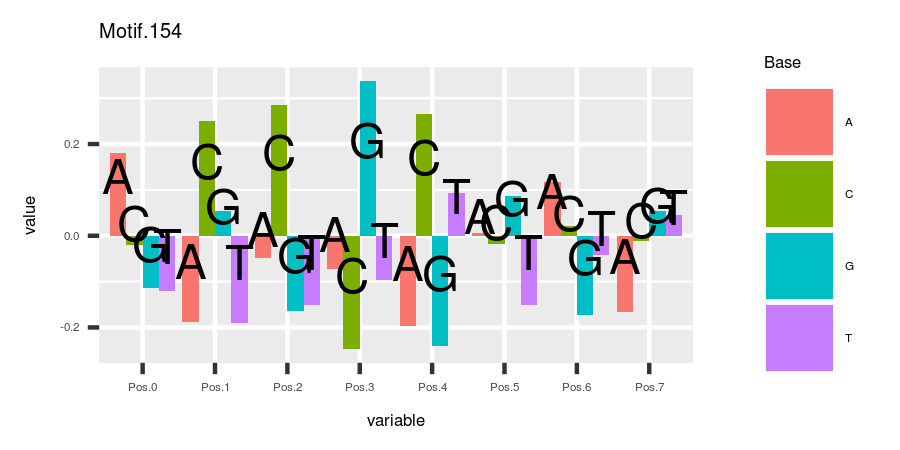 Motif.154
Base
A
C
G
T
value
0.2
0.0
-0.2
A C G T A C G T A C G T A C G T A C G T A C G T A C G T A C G T
Pos.0 Pos.1 Pos.2 Pos.3 Pos.4 Pos.5 Pos.6 Pos.7
variable